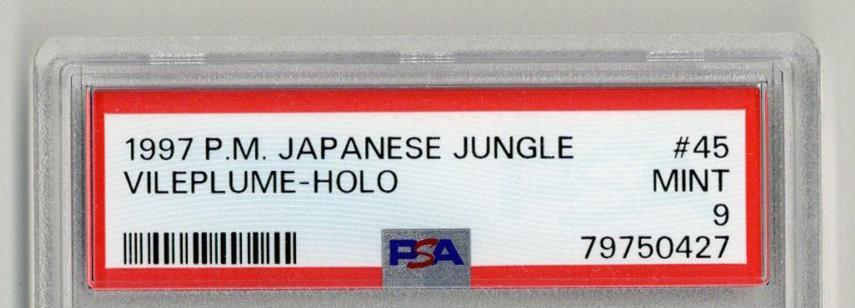 1997 P.M. JAPANESE JUNGLE #45
VILEPLUME-HOLO MINT
9
PSA 79750427